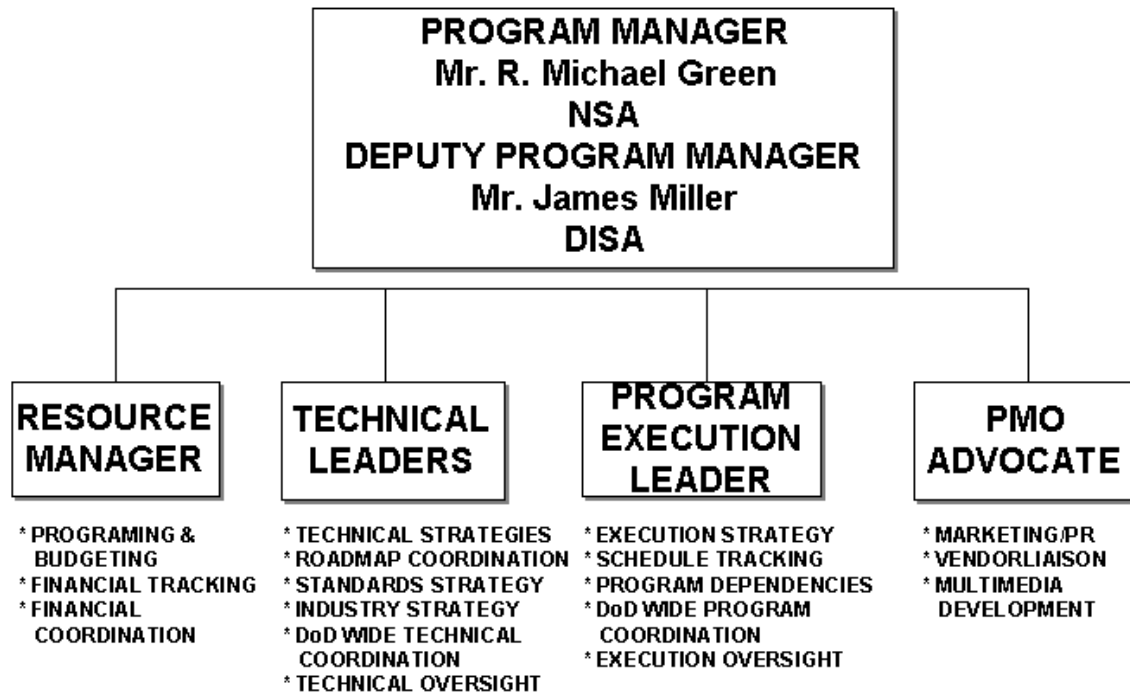 PROGRAM MANAGER
Mr. R. Michael Green
NSA
DEPUTY PROGRAM MANAGER
Mr. James Miller
DISA
RESOURCE
MANAGER
* PROGRAMING &
BUDGETING
* FINANCIAL TRACKING
* FINANCIAL
COORDINATION
TECHNICAL
LEADERS
* TECHNICAL STRATEGIES
* ROADMAP COORDINATION
* STANDARDS STRATEGY
* INDUSTRY STRATEGY
* DoD WIDE TECHNICAL
COORDINATION
* TECHNICAL OVERSIGHT
PROGRAM
EXECUTION
LEADER
* EXECUTION STRATEGY
* SCHEDULE TRACKING
* PROGRAM DEPENDENCIES
* DoD WIDE PROGRAM
COORDINATION
* EXECUTION OVERSIGHT
PMO
ADVOCATE
* MARKETING/PR
* VENDORLIAISON
* MULTIMEDIA
DEVELOPMENT